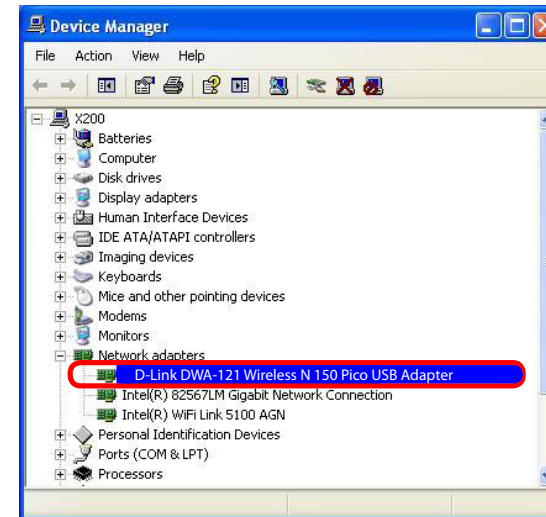 Device Manager
File Action View Help
X200
Batteries
Computer
Disk drives
Display adapters
Human Interface Devices
IDE ATA/ATAPI controllers
Imaging devices
Keyboards
Mice and other pointing devices
Modems
Monitors
Network adapters
D-Link DWA-121 Wireless N 150 Pico USB Adapter
Intel(R) 82567LM Gigabit Network Connection
Intel(R) WiFi Link 5100 AGN
Personal Identification Devices
Ports (COM & LPT)
Processors